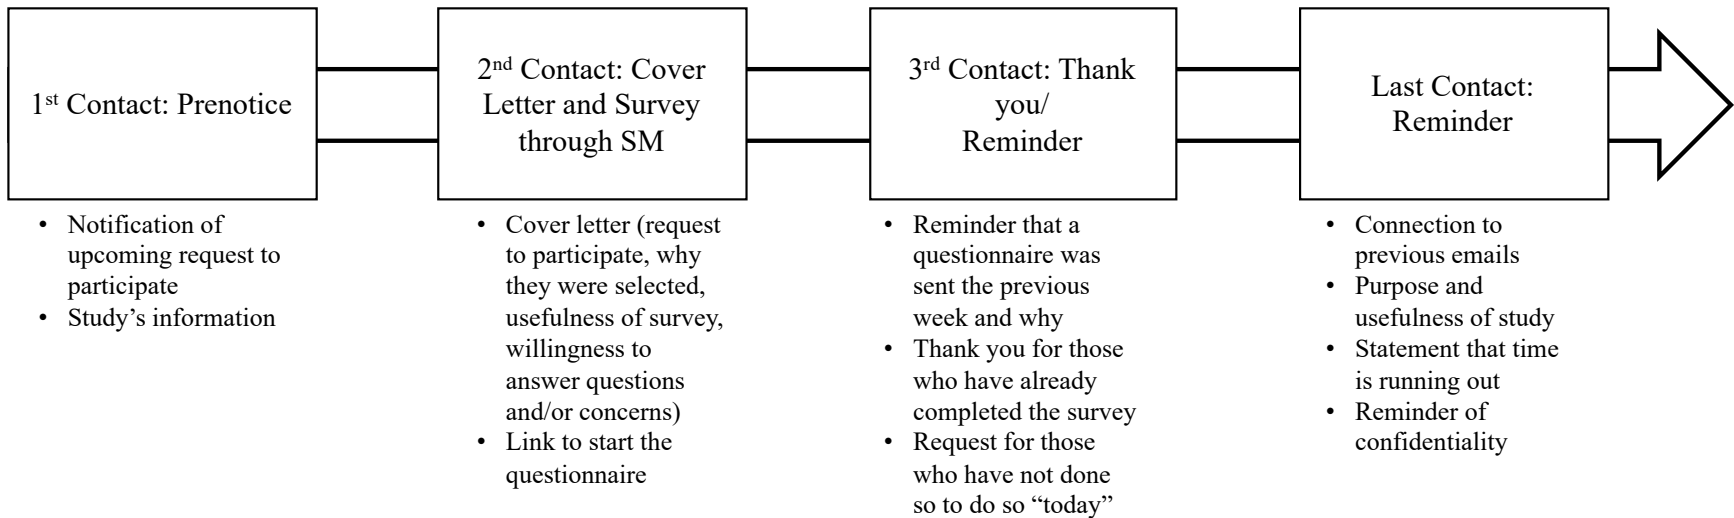 1st Contact: Prenotice
• Notification of
upcoming request to
participate
• Study’s information
2nd Contact: Cover
Letter and Survey
through SM
• Cover letter (request
to participate, why
they were selected,
usefulness of survey,
willingness to
answer questions
and/or concerns)
• Link to start the
questionnaire
3rd Contact: Thank
you/
Reminder
• Reminder that a
questionnaire was
sent the previous
week and why
• Thank you for those
who have already
completed the survey
• Request for those
who have not done
so to do so “today”
Last Contact:
Reminder
• Connection to
previous emails
• Purpose and
usefulness of study
• Statement that time
is running out
• Reminder of
confidentiality